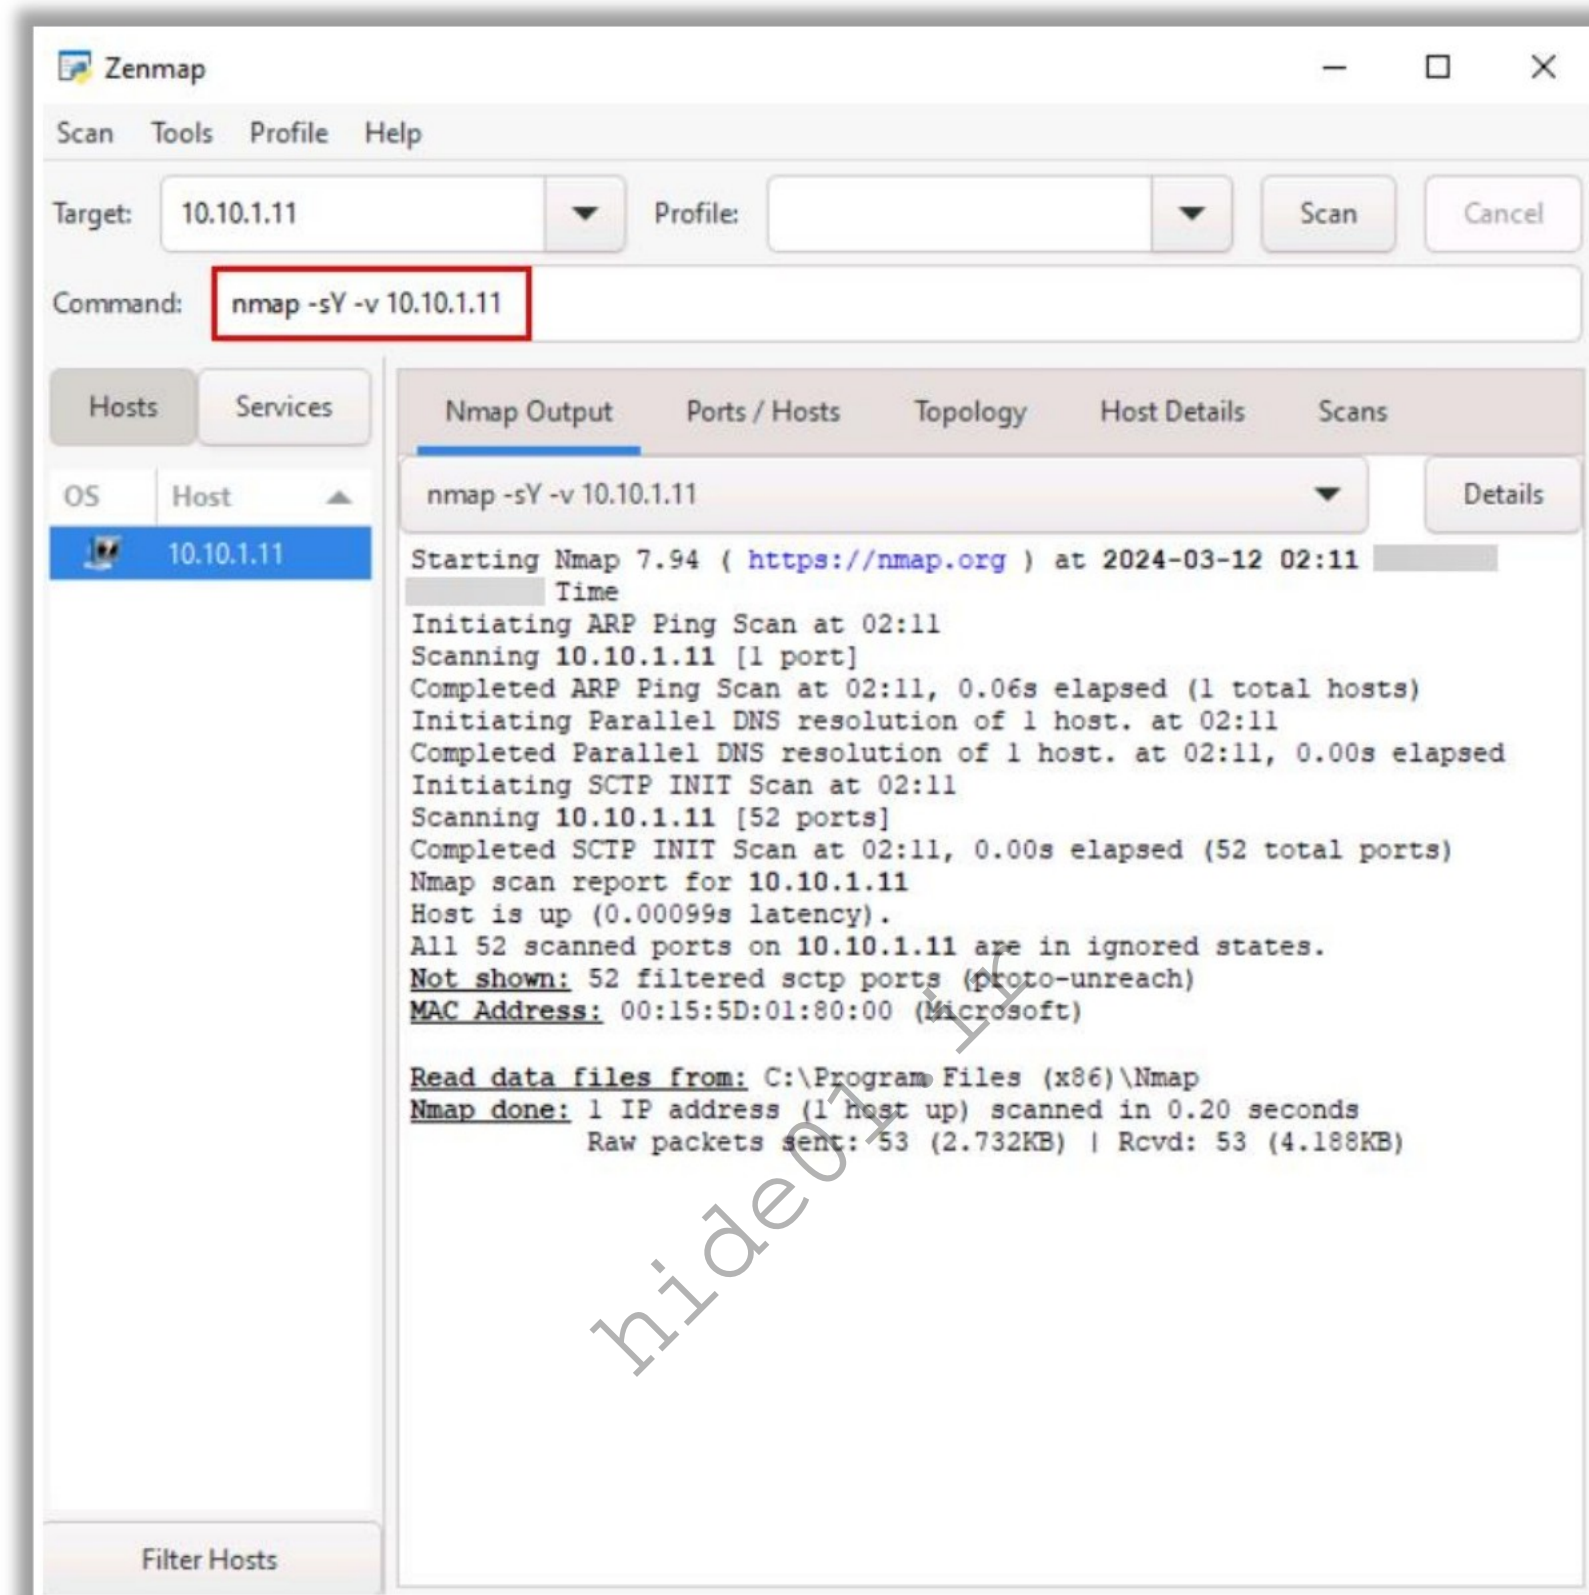 Zenmap
Scan Tools Profile Help
Target: 10.10.1.11 Profile: Scan Cancel
Command: nmap -sY -v 10.10.1.11
Hosts Services
Nmap Output Ports / Hosts Topology Host Details Scans
OS Host
nmap -sY -v 10.10.1.11 Details
10.10.1.11
Starting Nmap 7.94 ( https://nmap.org ) at 2024-03-12 02:11
Time
Initiating ARP Ping Scan at 02:11
Scanning 10.10.1.11 [1 port]
Completed ARP Ping Scan at 02:11, 0.06s elapsed (1 total hosts)
Initiating Parallel DNS resolution of 1 host. at 02:11
Completed Parallel DNS resolution of 1 host. at 02:11, 0.00s elapsed
Initiating SCTP INIT Scan at 02:11
Scanning 10.10.1.11 [52 ports]
Completed SCTP INIT Scan at 02:11, 0.00s elapsed (52 total ports)
Nmap scan report for 10.10.1.11
Host is up (0.00099s latency).
All 52 scanned ports on 10.10.1.11 are in ignored states.
Not shown: 52 filtered sctp ports (proto-unreach)
MAC Address: 00:15:5D:01:80:00 (Microsoft)
Read data files from: C:\Program Files (x86)\Nmap
Nmap done: 1 IP address (1 host up) scanned in 0.20 seconds
Raw packets sent: 53 (2.732KB) | Rcvd: 53 (4.188KB)
hide01.ir
Filter Hosts